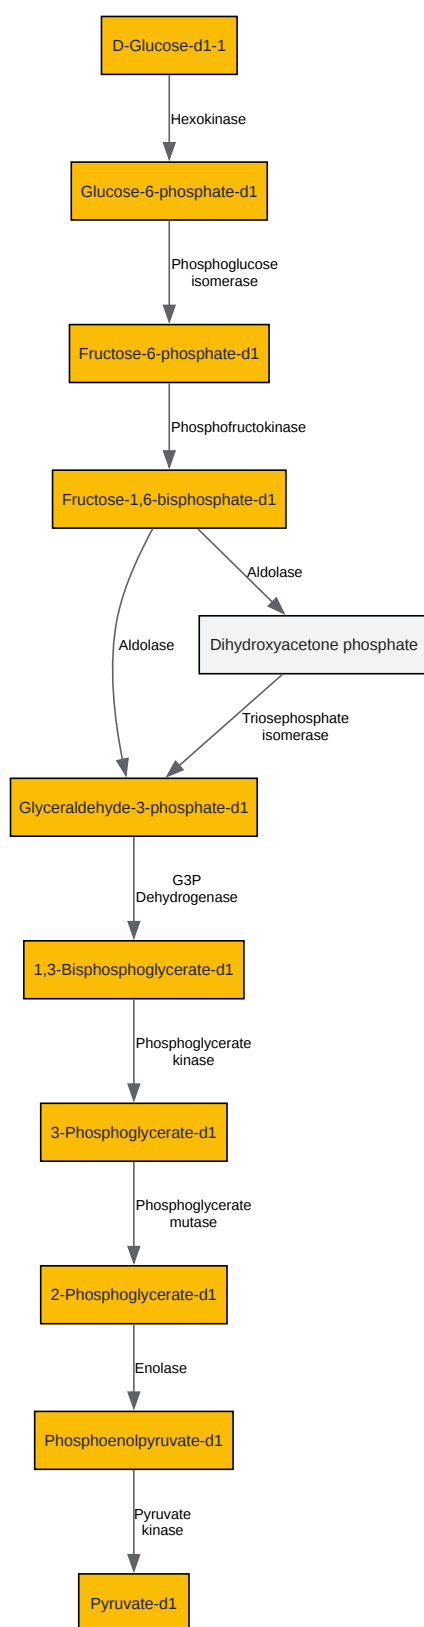 D-Glucose-d1-1
Hexokinase
Glucose-6-phosphate-d1
Phosphoglucose
isomerase
Fructose-6-phosphate-d1
Phosphofructokinase
Fructose-1,6-bisphosphate-d1
Aldolase
Aldolase
Dihydroxyacetone phosphate
Triosephosphate
isomerase
Glyceraldehyde-3-phosphate-d1
G3P
Dehydrogenase
1,3-Bisphosphoglycerate-d1
Phosphoglycerate
kinase
3-Phosphoglycerate-d1
Phosphoglycerate
mutase
2-Phosphoglycerate-d1
Enolase
Phosphoenolpyruvate-d1
Pyruvate
kinase
Pyruvate-d1